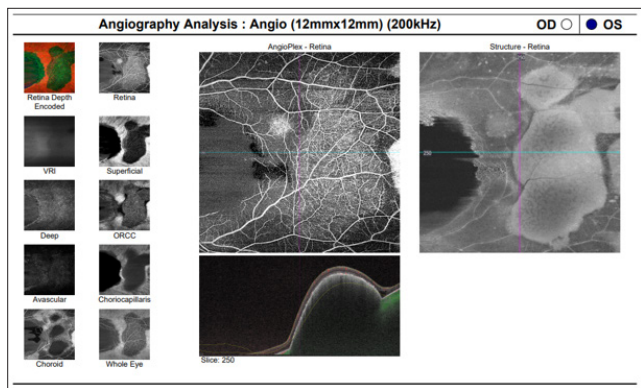 Angiography Analysis : Angio (12mmx12mm) (200kHz)
OD OS
AngioPlex - Retina
Structure - Retina
Retina Depth Encoded
Retina
VRI
Superficial
Deep
ORCC
Avascular
Choriocapillaris
Choroid
Whole Eye
250
Slice: 250